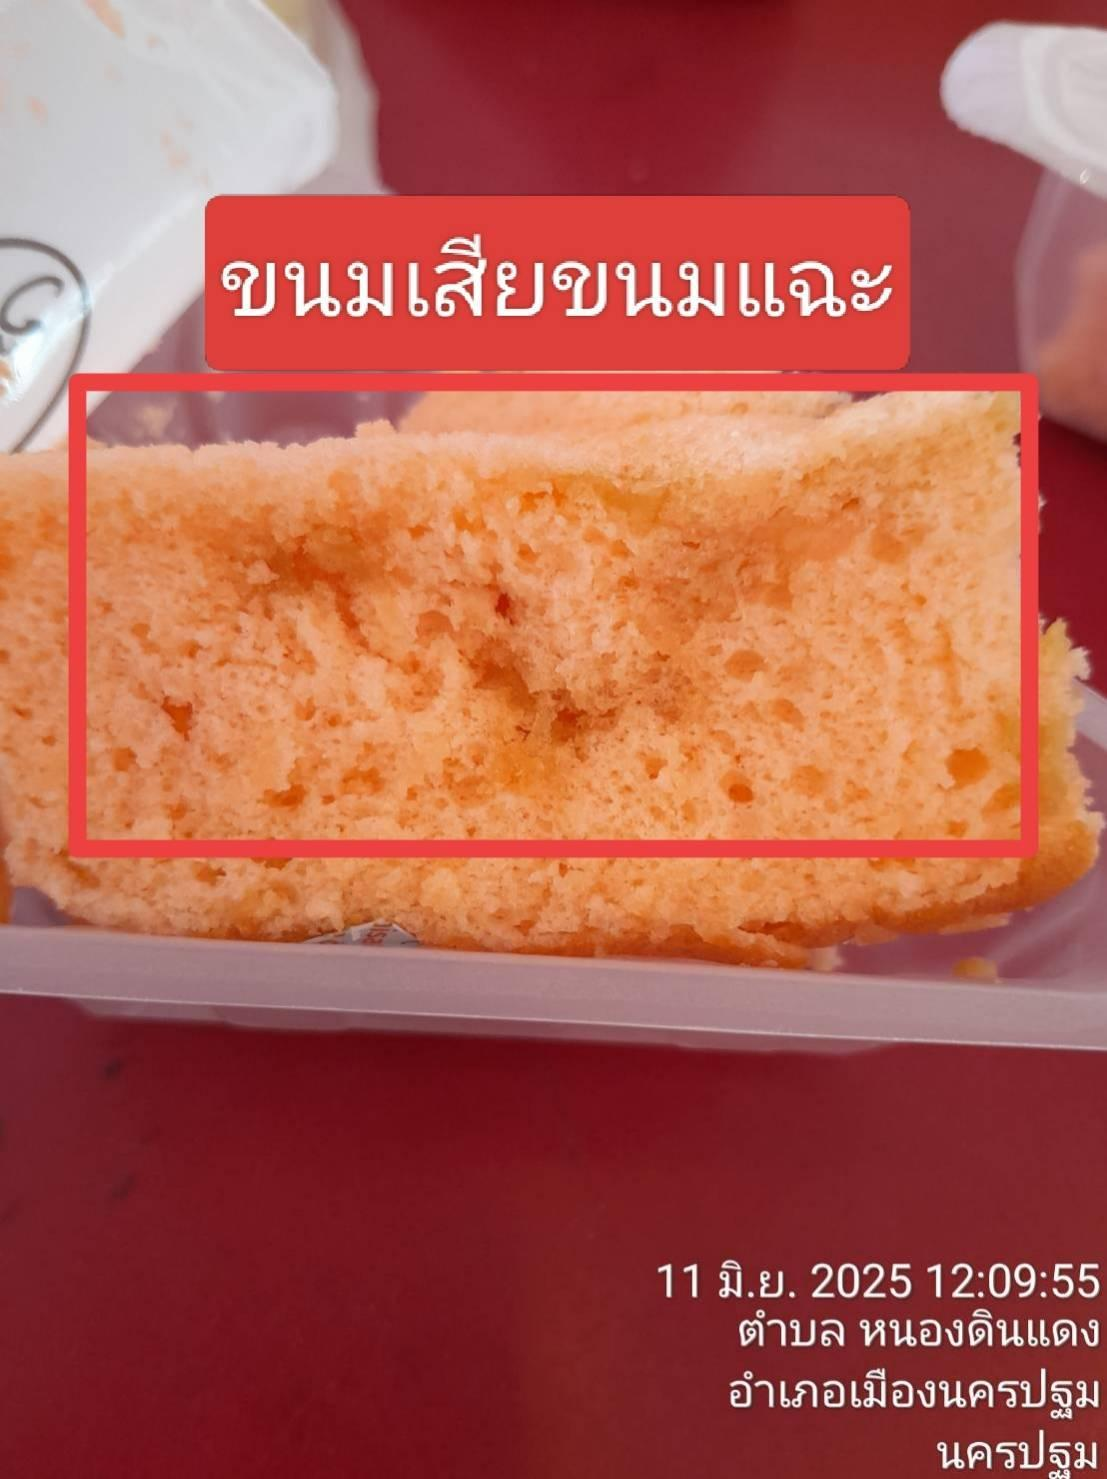 ขนมเสียขนมแฉะ
11 มิ.ย. 2025 12:09:55
ตำบล หนองดินแดง
อำเภอเมืองนครปฐม
นครปฐม